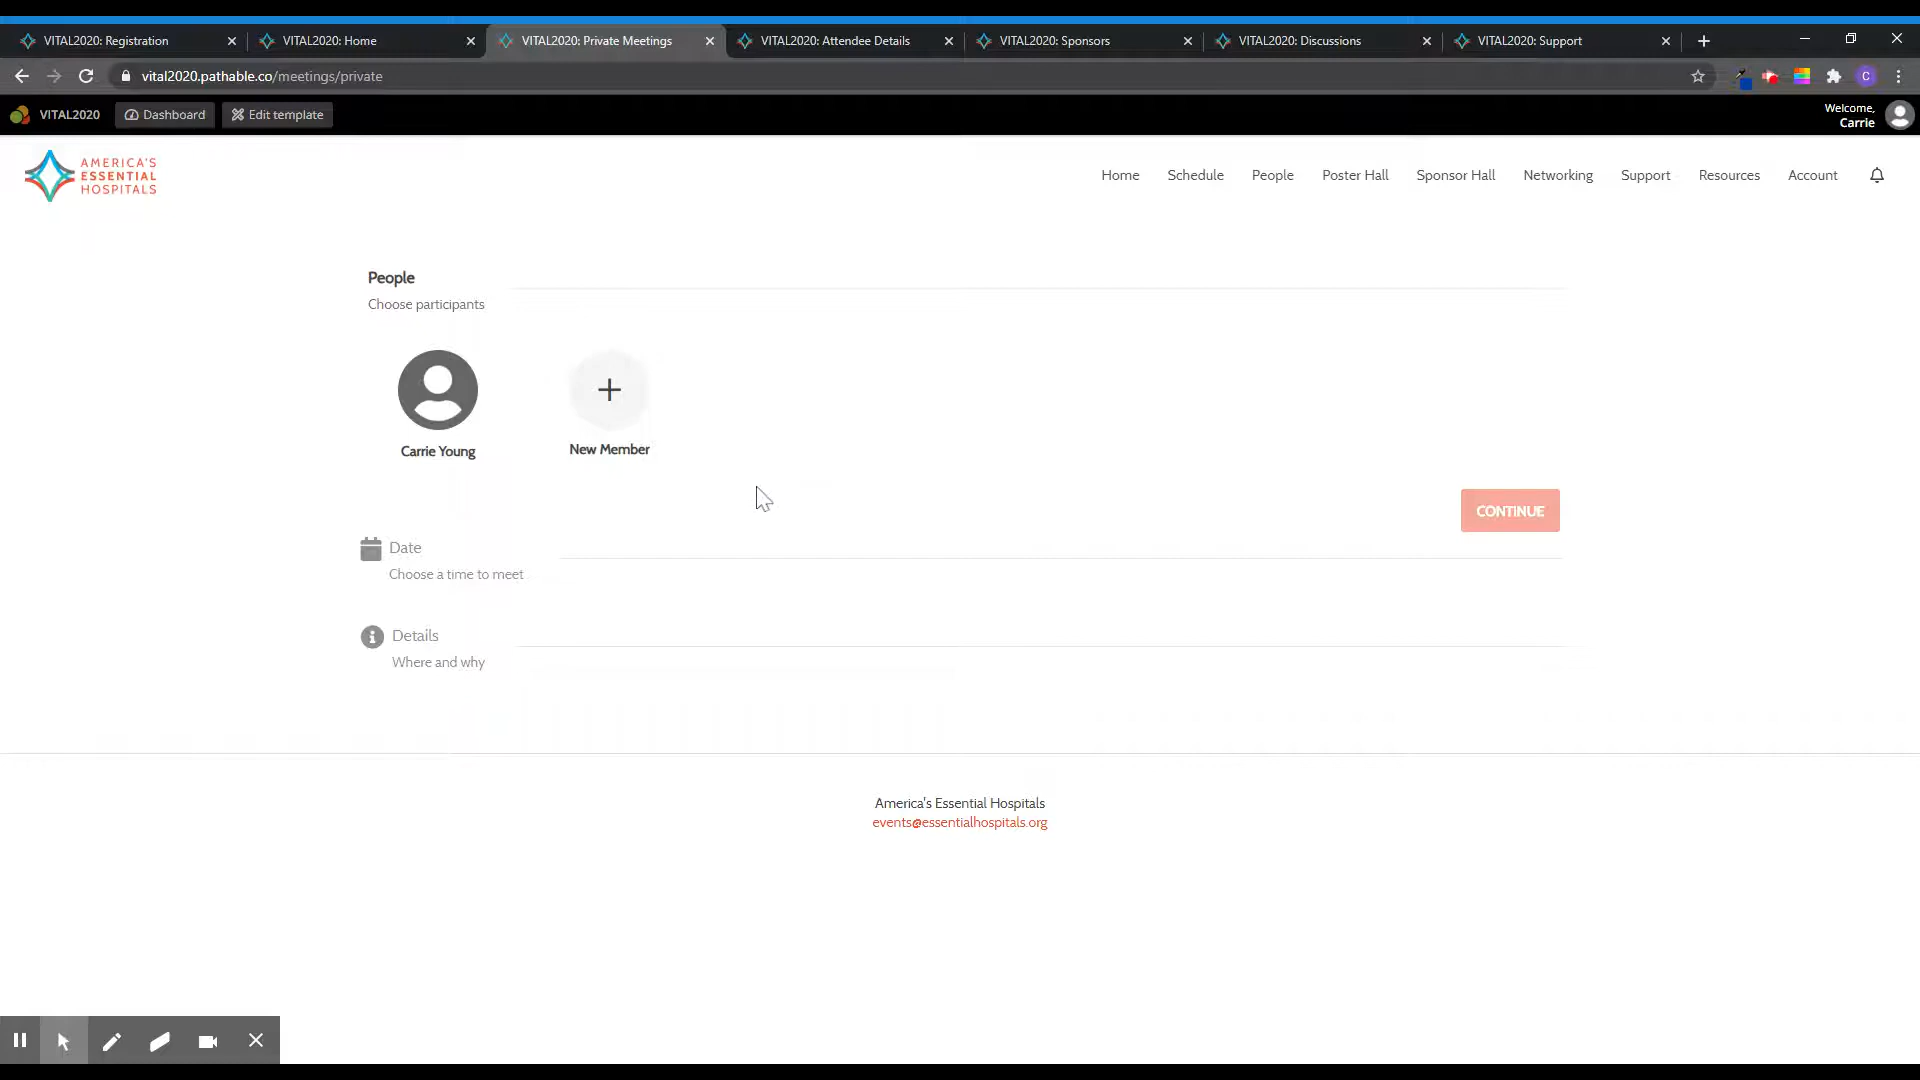 VITAL2020: Registration
VITAL2020: Home
VITAL2020: Private Meetings
VITAL2020: Attendee Details
VITAL2020: Sponsors
VITAL2020: Discussions
VITAL2020: Support
vital2020.pathable.co/meetings/private
C
VITAL2020
Dashboard
Edit template
Welcome,
Carrie
AMERICA'S
ESSENTIAL
HOSPITALS
Home
Schedule
People
Poster Hall
Sponsor Hall
Networking
Support
Resources
Account
People
Choose participants
Carrie Young
New Member
CONTINUE
Date
Choose a time to meet
Details
Where and why
America's Essential Hospitals
events@essentialhospitals.org